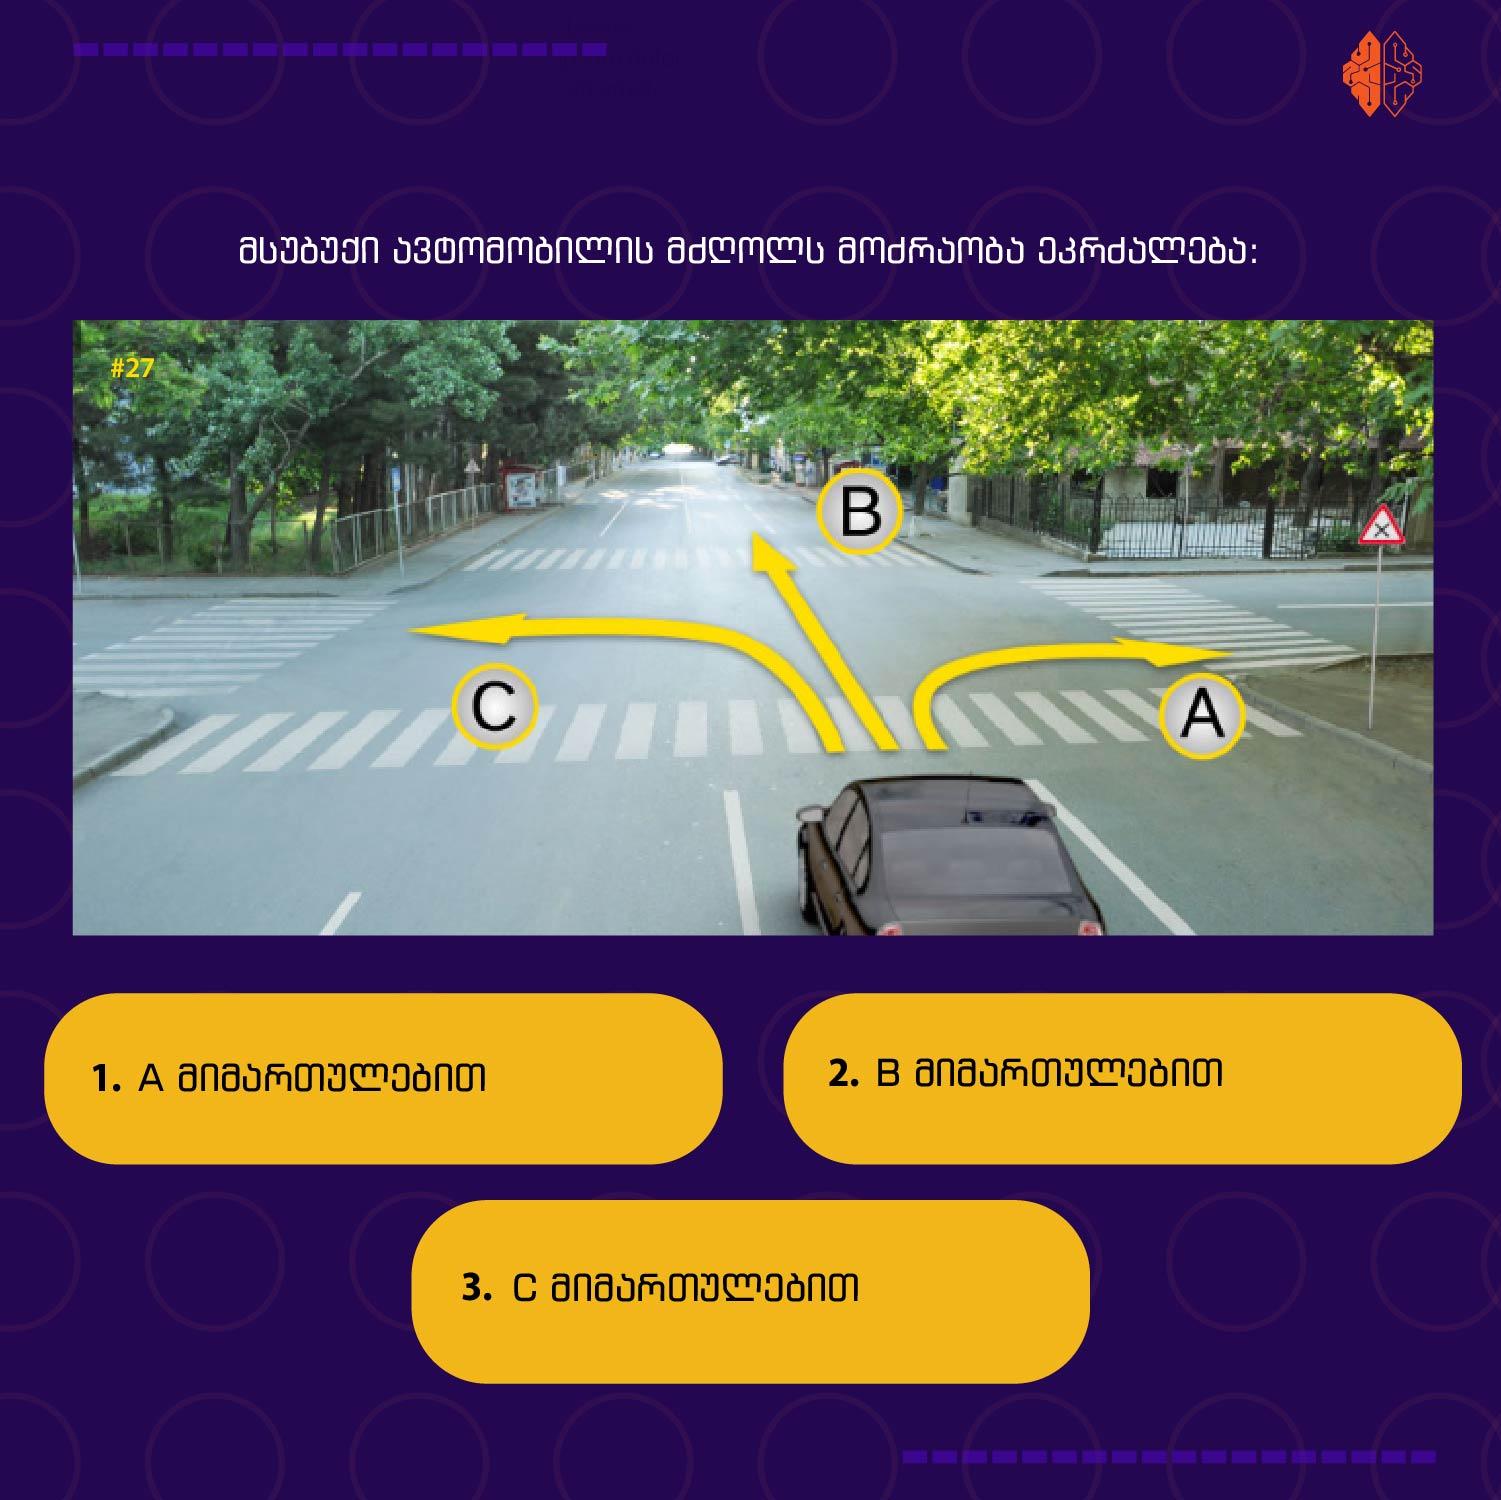 მსუბუქი ავტომობილის მძღოლს მოძრაობა ეკრძალება:
#27
B
C
A
1. A მიმართულებით
2. B მიმართულებით
3. C მიმართულებით